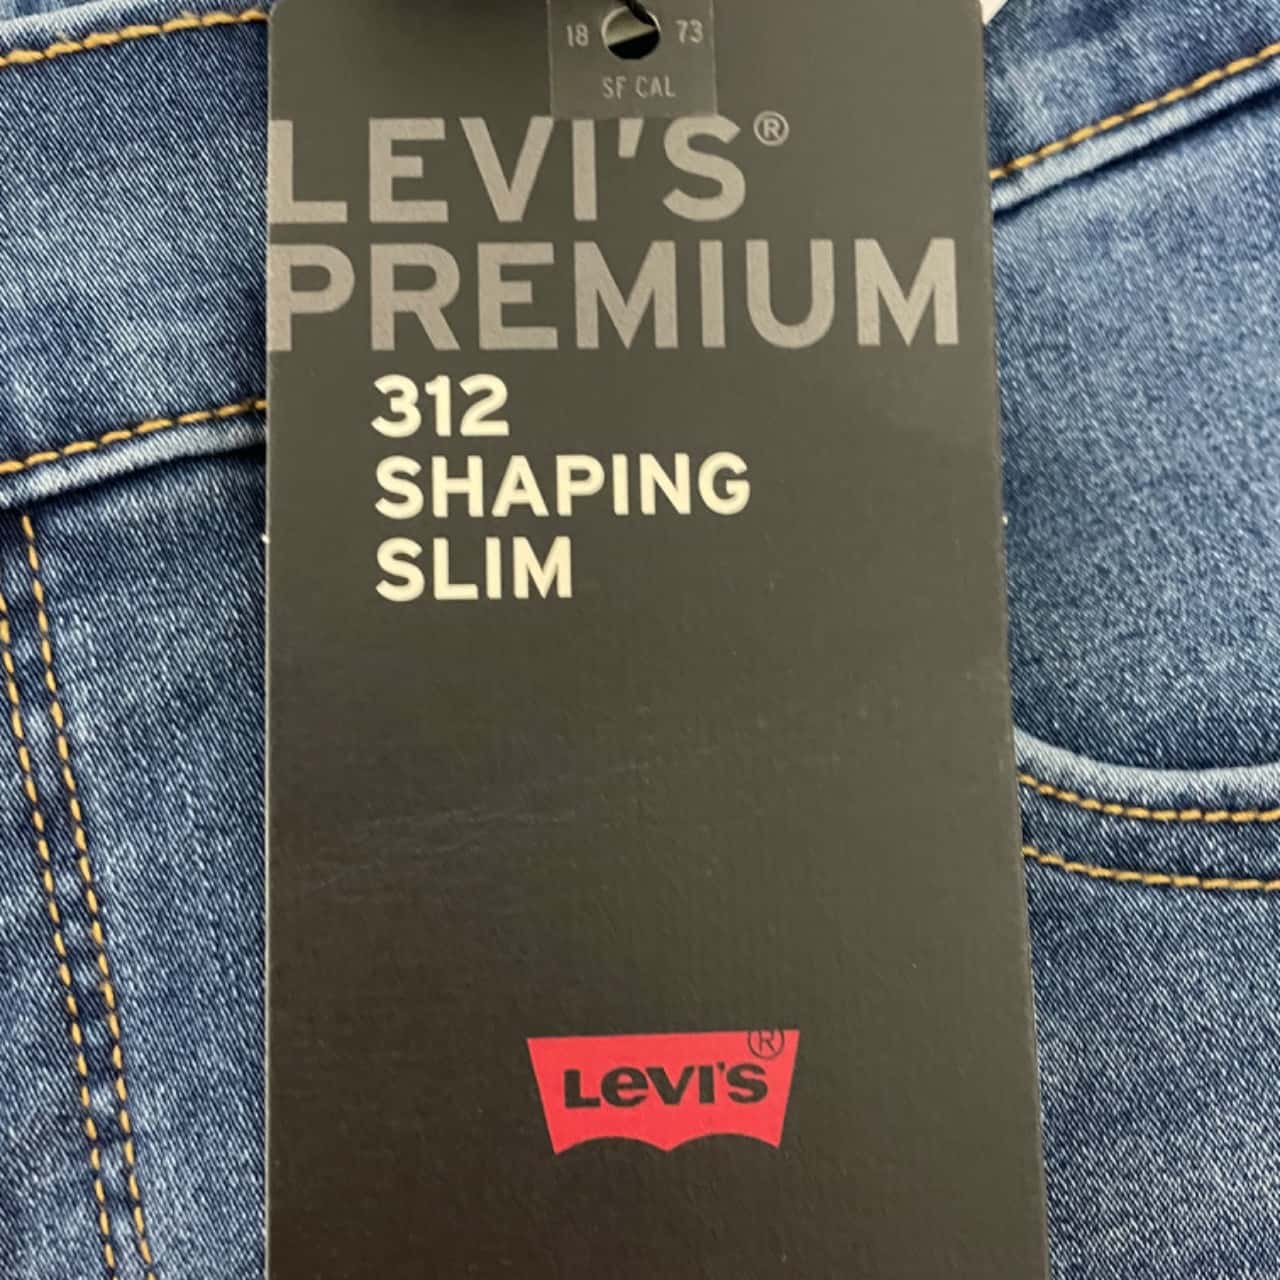 18 73
SF CAL
LEVI'S®
PREMIUM
312
SHAPING
SLIM
LEVI'S®